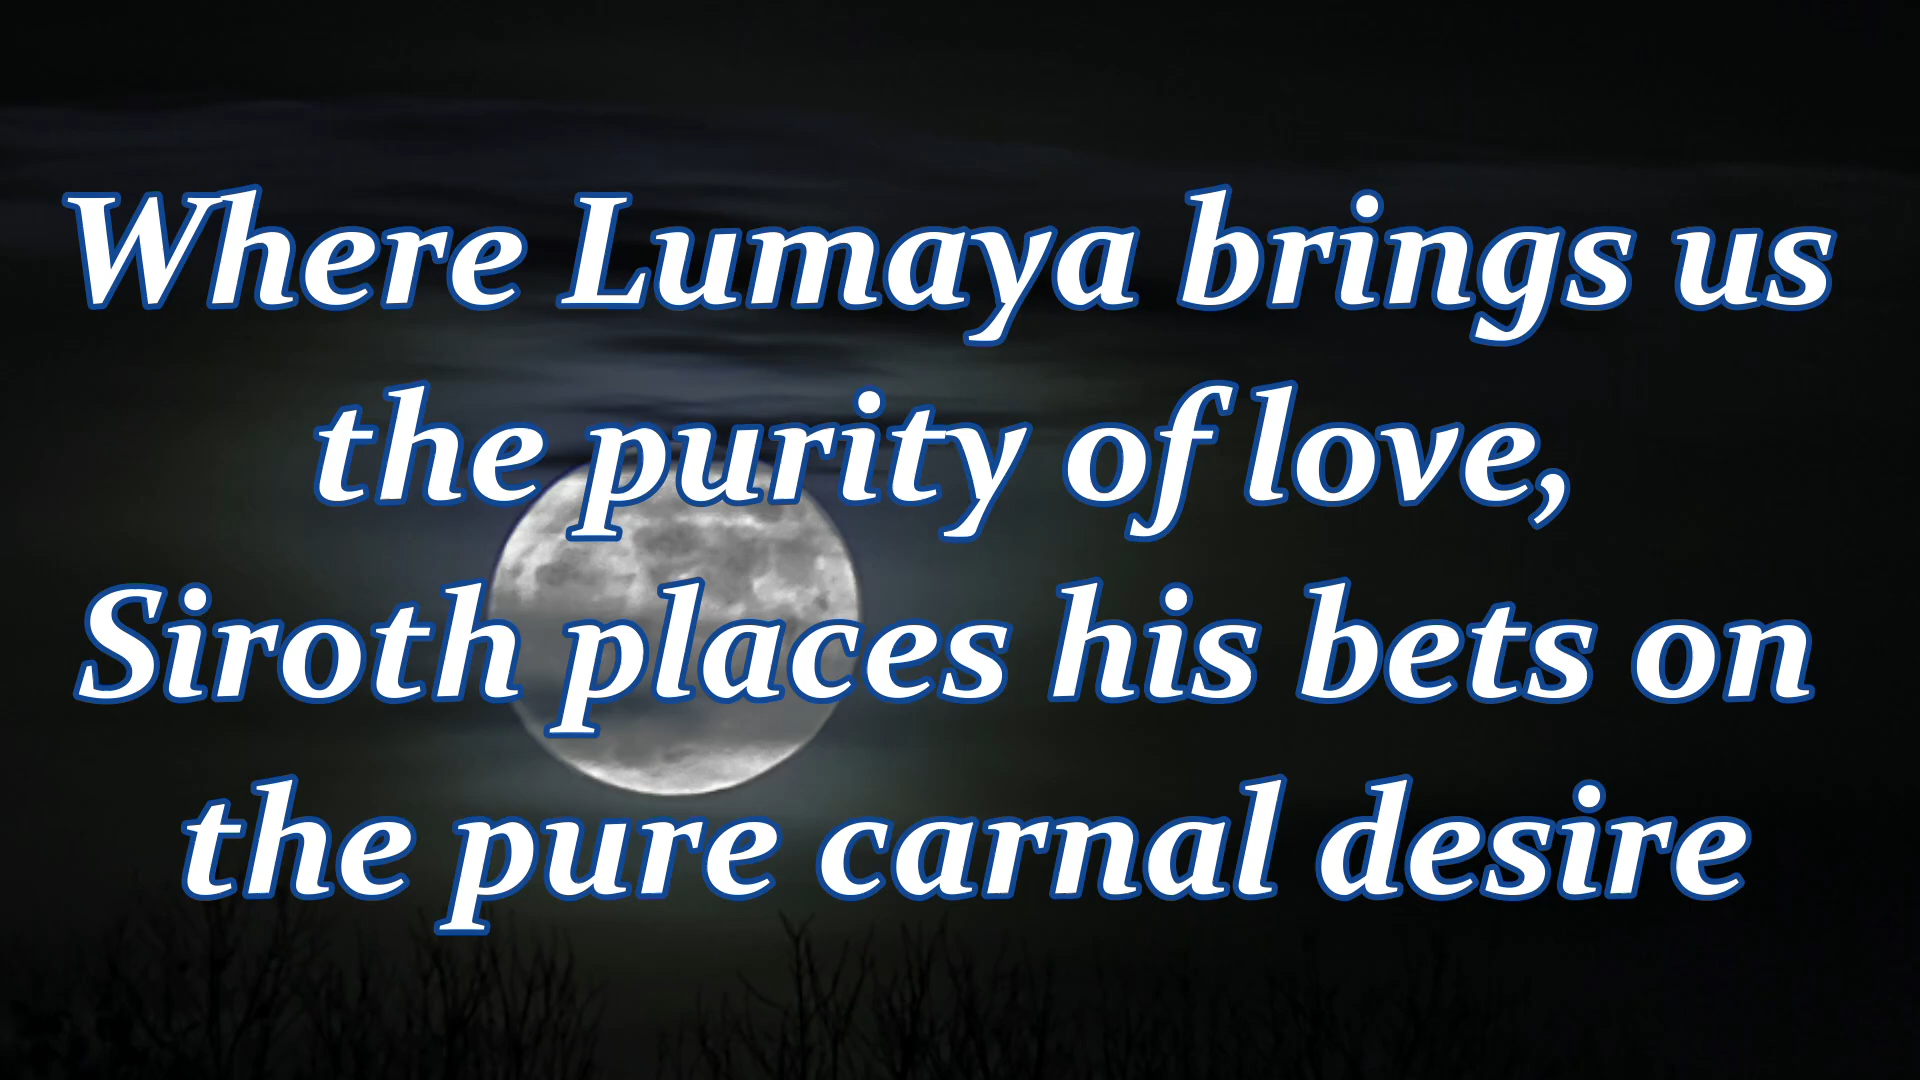 Where Lumaya brings us
the purity of love,
Siroth places his bets on
the pure carnal desire